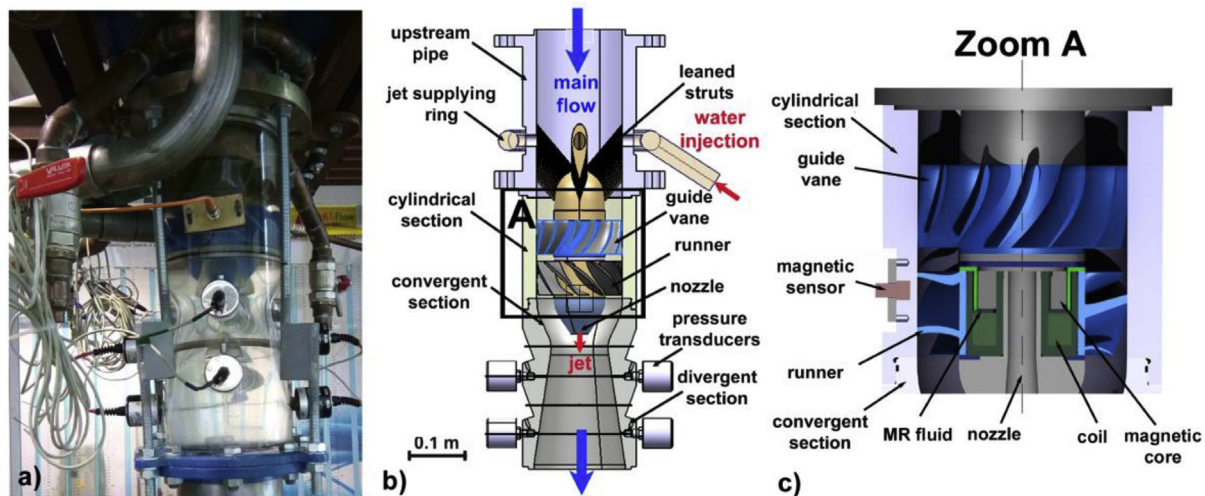 a)
VALVEX
b)
upstream
pipe
jet supplying
ring
main
flow
leaned
struts
water
injection
cylindrical
section
A
guide
vane
runner
convergent
section
nozzle
jet
pressure
transducers
divergent
section
0.1 m
Zoom A
cylindrical
section
guide
vane
magnetic
sensor
runner
convergent
section
MR fluid
nozzle
coil
magnetic
core
c)